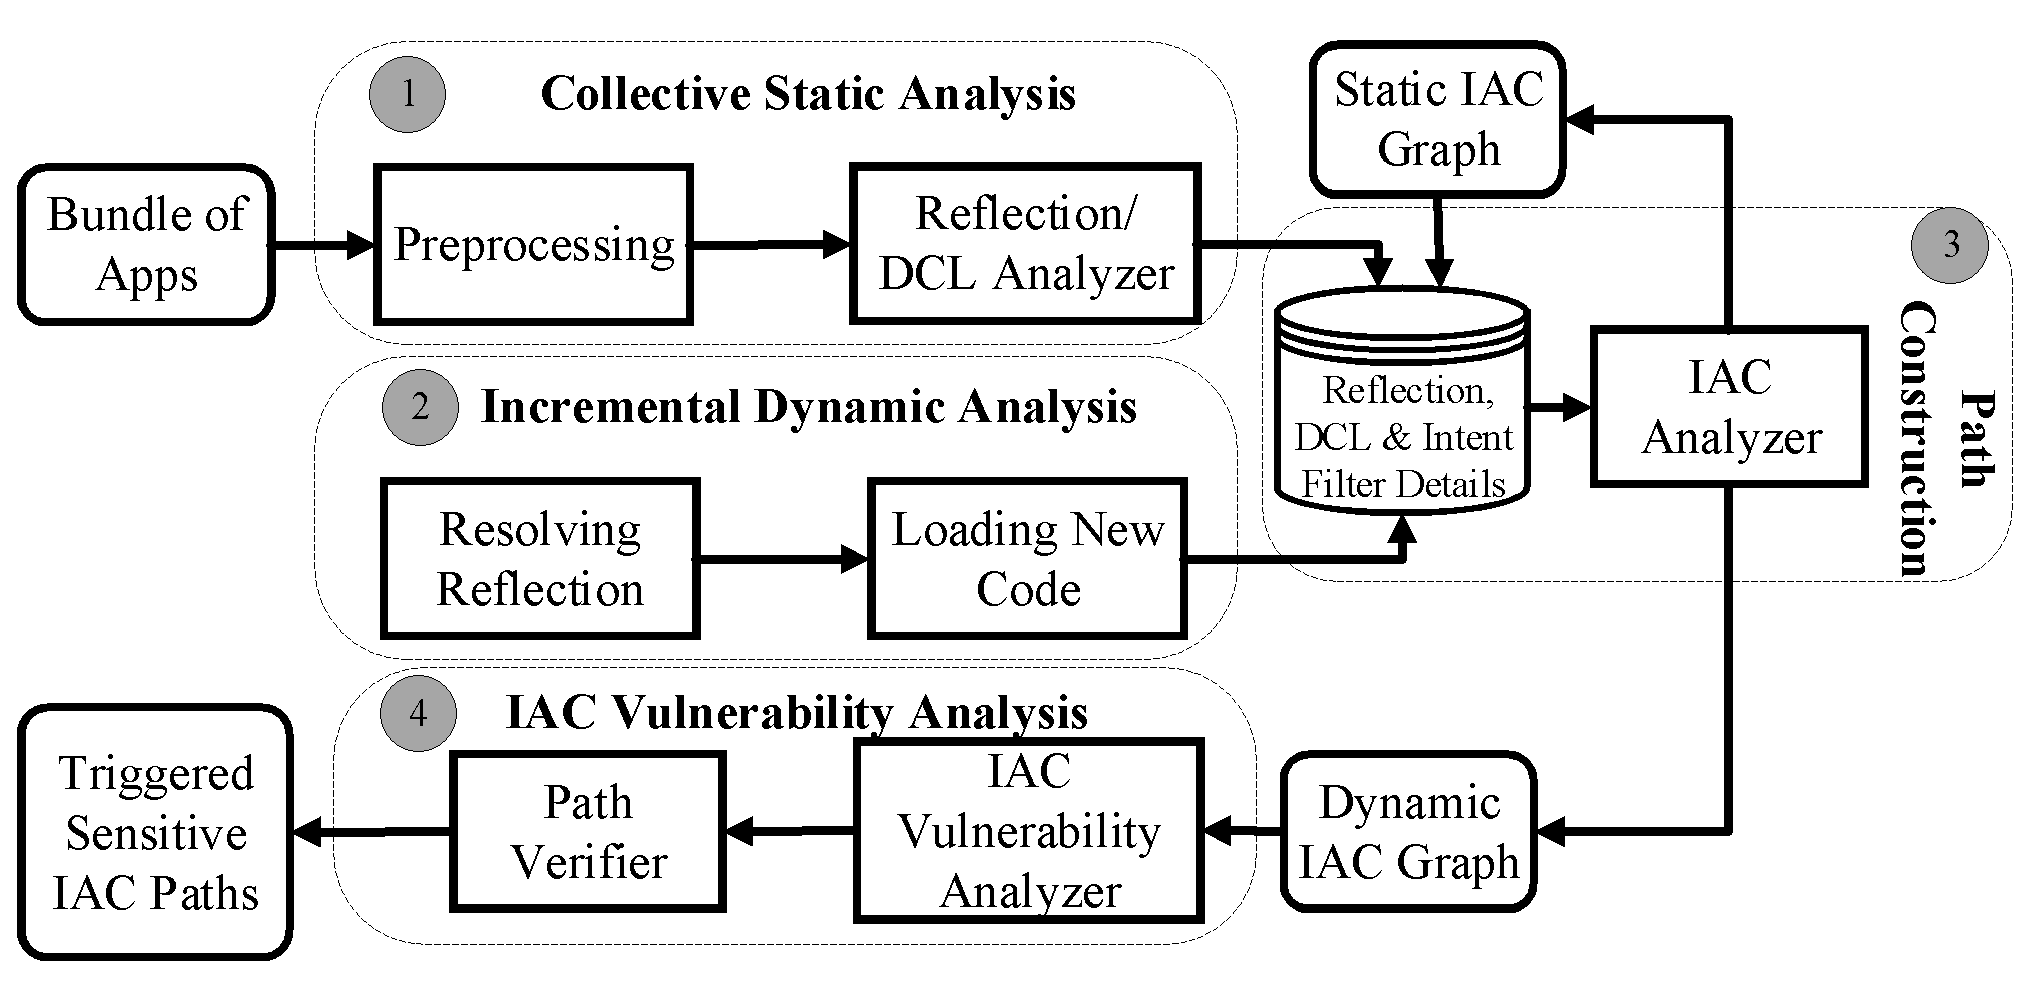 1
Collective Static Analysis
Bundle of
Apps
Preprocessing
Reflection/
DCL Analyzer
Static IAC
Graph
3
Path
Construction
Reflection,
DCL & Intent
Filter Details
IAC
Analyzer
2
Incremental Dynamic Analysis
Resolving
Reflection
Loading New
Code
4
IAC Vulnerability Analysis
Triggered
Sensitive
IAC Paths
Path
Verifier
IAC
Vulnerability
Analyzer
Dynamic
IAC Graph